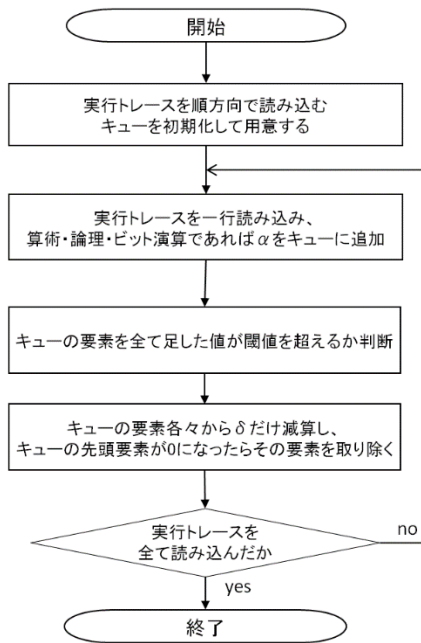 開始
実行トレースを順方向で読み込む
キューを初期化して用意する
実行トレースを一行読み込み、
算術・論理・ビット演算であればαをキューに追加
キューの要素を全て足した値が閾値を超えるか判断
キューの要素各々からδだけ減算し、
キューの先頭要素が0になったらその要素を取り除く
実行トレースを
全て読み込んだか
no
yes
終了